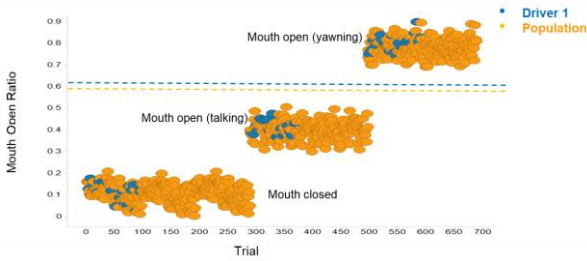 Driver 1
Population
Mouth Open Ratio
0.9
0.8
0.7
0.6
0.5
0.4
0.3
0.2
0.1
0
Mouth open (yawning)
Mouth open (talking)
Mouth closed
0 50 100 150 200 250 300 350 400 450 500 550 600 650 700
Trial